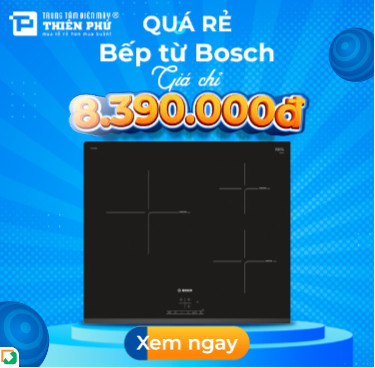 TRUNG TÂM ĐIỆN MÁY
THIÊN PHÚ
QUÁ RẺ
Bếp từ Bosch
Giá chỉ
8.390.000đ
BOSCH
Xem ngay